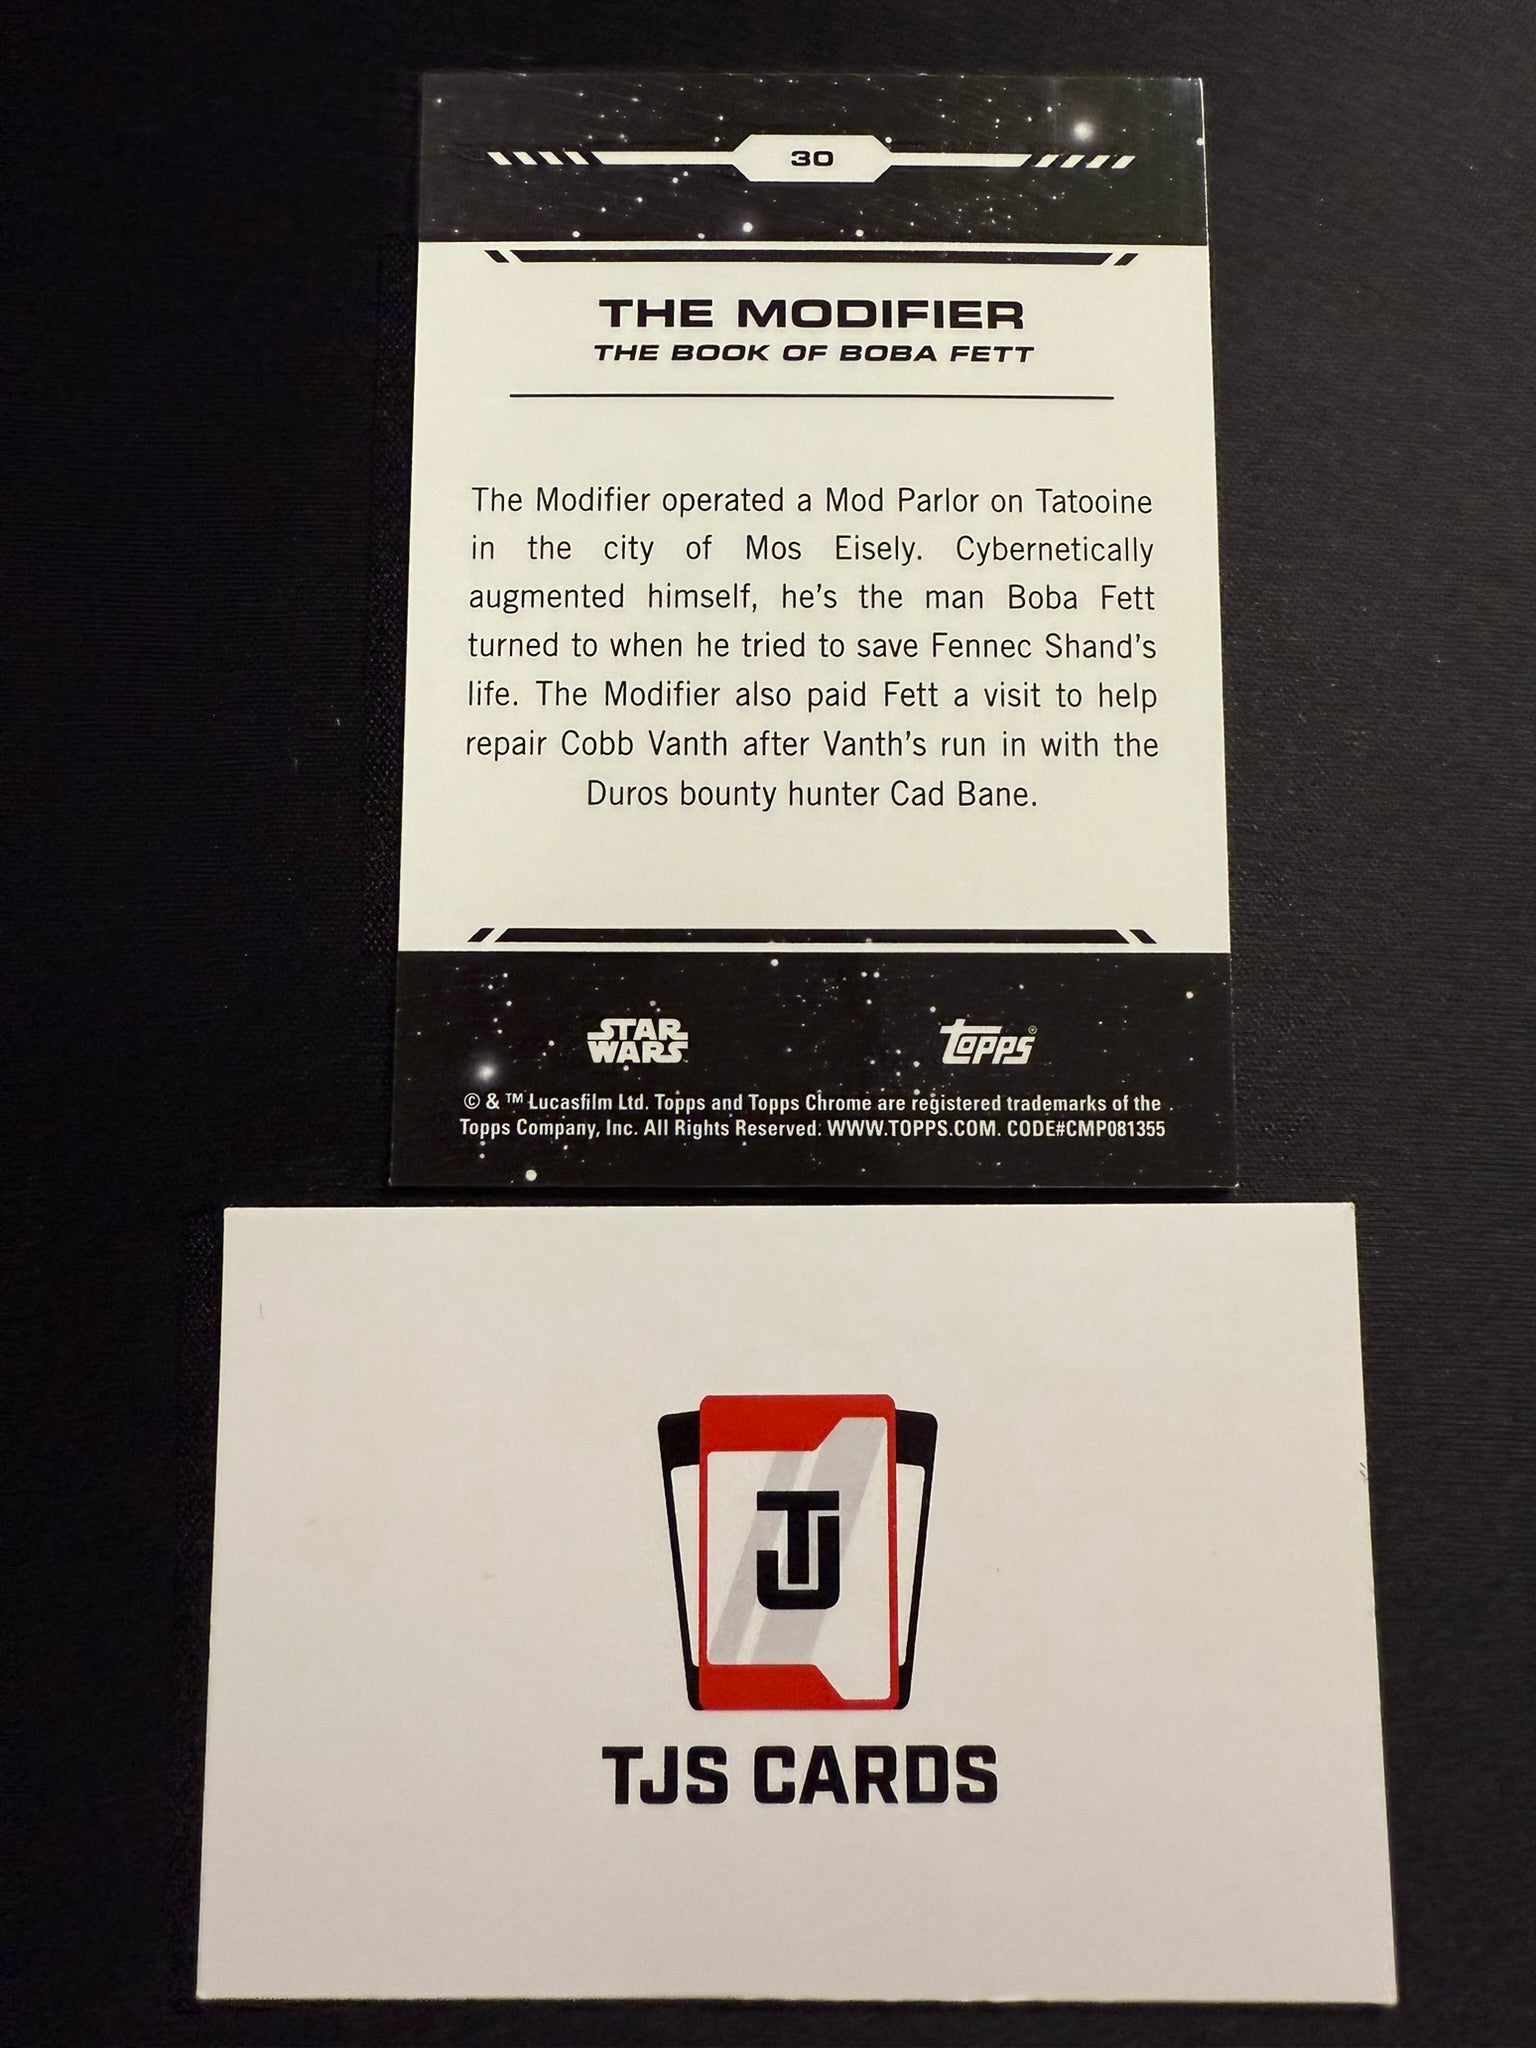 30
THE MODIFIER
THE BOOK OF BOBA FETT
The Modifier operated a Mod Parlor on Tatooine
in the city of Mos Eisely. Cybernetically
augmented himself, he's the man Boba Fett
turned to when he tried to save Fennec Shand's
life. The Modifier also paid Fett a visit to help
repair Cobb Vanth after Vanth's run in with the
Duros bounty hunter Cad Bane.
STAR WARS
Topps®
© & ™ Lucasfilm Ltd. Topps and Topps Chrome are registered trademarks of the
Topps Company, Inc. All Rights Reserved. WWW.TOPPS.COM. CODE#CMP081355
TJ
TJS CARDS